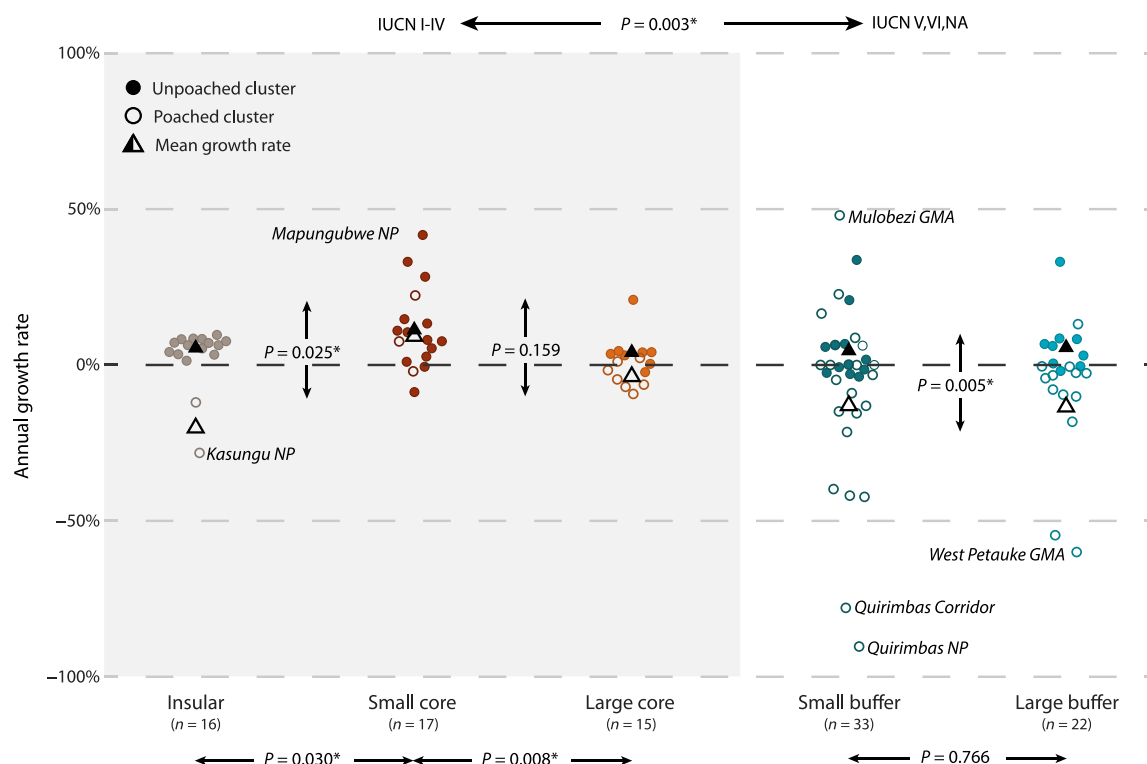 IUCN I-IV P = 0.003* IUCN V,VI,NA
100%
Unpoached cluster
Poached cluster
Mean growth rate
50%
Mulobezi GMA
Mapungubwe NP
P = 0.025*
P = 0.159
0%
P = 0.005*
Annual growth rate
Kasungu NP
−50%
West Petauke GMA
Quirimbas Corridor
Quirimbas NP
−100%
Insular Small core Large core Small buffer Large buffer
(n = 16) (n = 17) (n = 15) (n = 33) (n = 22)
P = 0.030* P = 0.008* P = 0.766